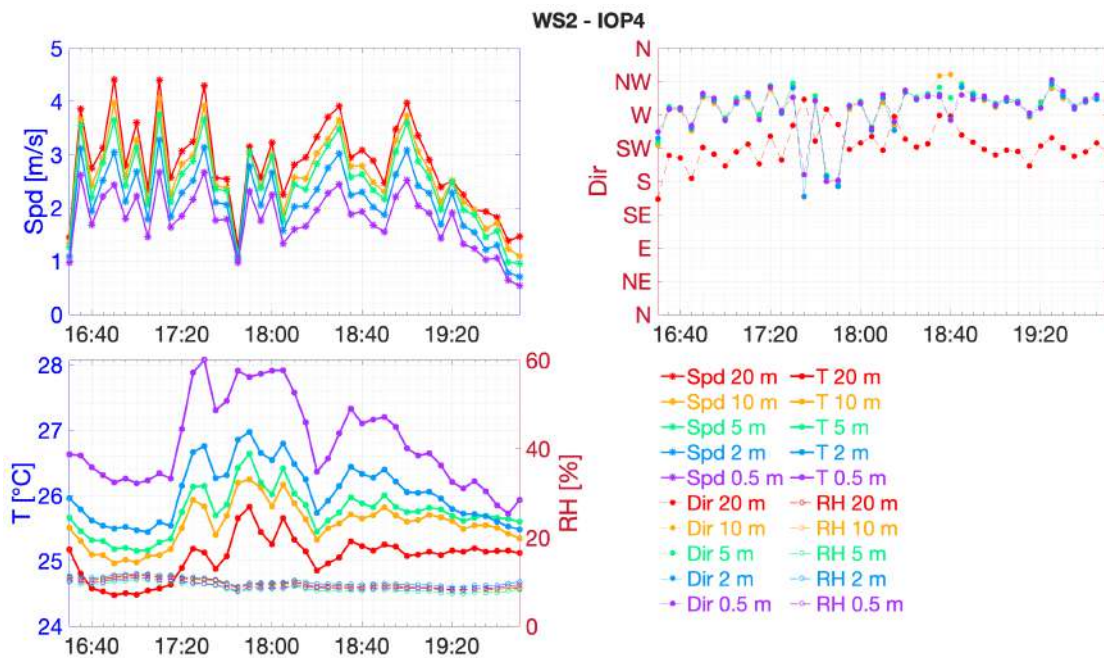 WS2 - IOP4
5
4
3
2
1
0
Spd [m/s]
16:40 17:20 18:00 18:40 19:20
N
NW
W
SW
S
SE
E
NE
N
Dir
16:40 17:20 18:00 18:40 19:20
28
27
26
25
24
T [°C]
60
40
20
0
RH [%]
16:40 17:20 18:00 18:40 19:20
Spd 20 m T 20 m
Spd 10 m T 10 m
Spd 5 m T 5 m
Spd 2 m T 2 m
Spd 0.5 m T 0.5 m
Dir 20 m RH 20 m
Dir 10 m RH 10 m
Dir 5 m RH 5 m
Dir 2 m RH 2 m
Dir 0.5 m RH 0.5 m